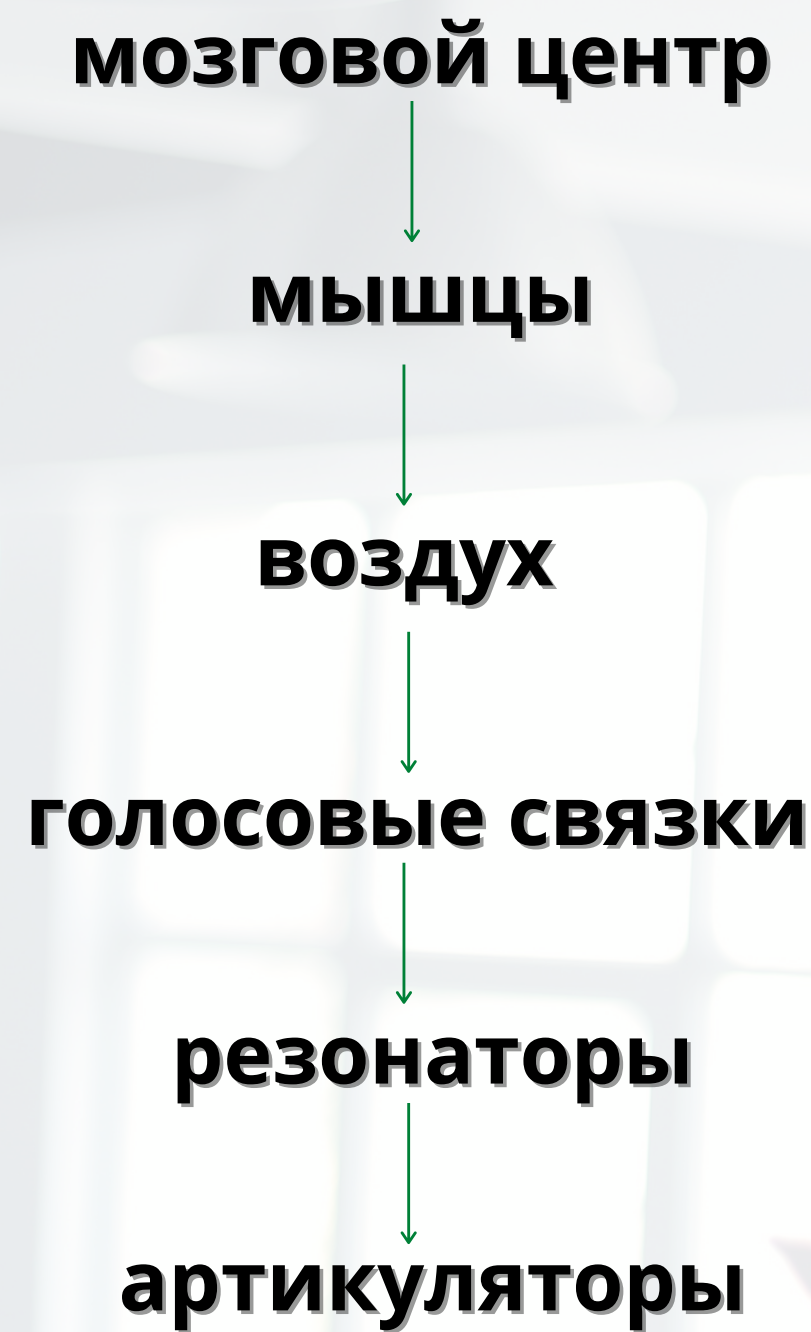 мозговой центр
мышцы
воздух
голосовые связки
резонаторы
артикуляторы